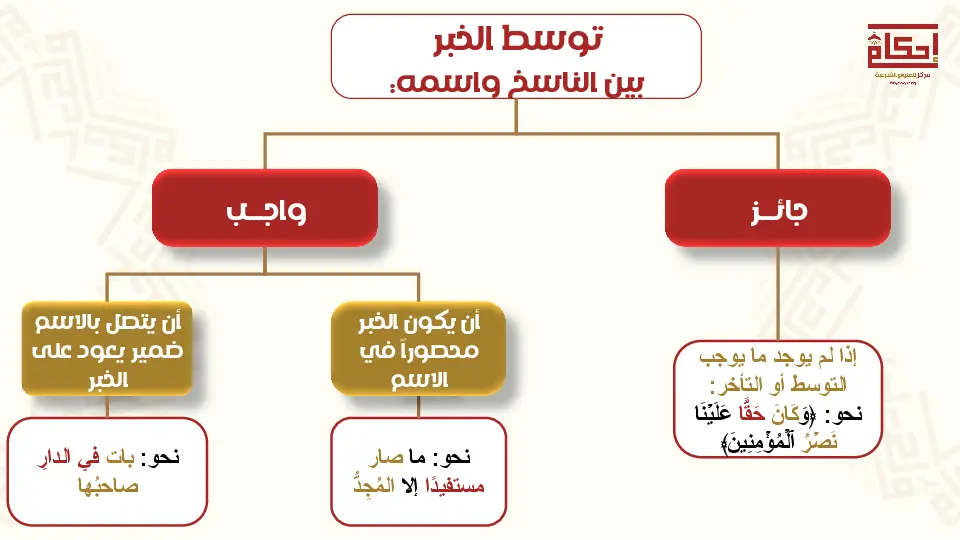 توسط الخبر
بين الناسخ واسمه:
إحكام
مركز للعلوم الشرعية
جائــز
واجــب
إذا لم يوجد ما يوجب
التوسط أو التأخر:
نحو: ﴿وَكَانَ حَقًّا عَلَيْنَا
نَصْرُ ٱلْمُؤْمِنِينَ﴾
أن يكون الخبر
محصوراً في
الاسم
نحو: ما صار
مستفيدًا إلا المُجِدُّ
أن يتصل بالاسم
ضمير يعود على
الخبر
نحو: بات في الدارِ
صاحبُها